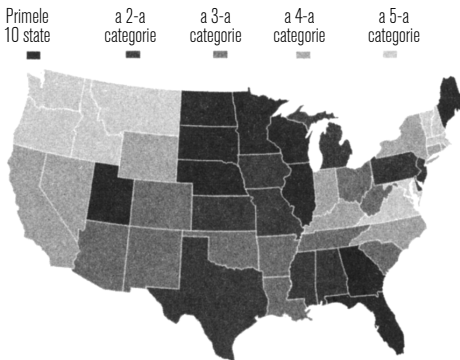 Primele
10 state
a 2-a
categorie
a 3-a
categorie
a 4-a
categorie
a 5-a
categorie